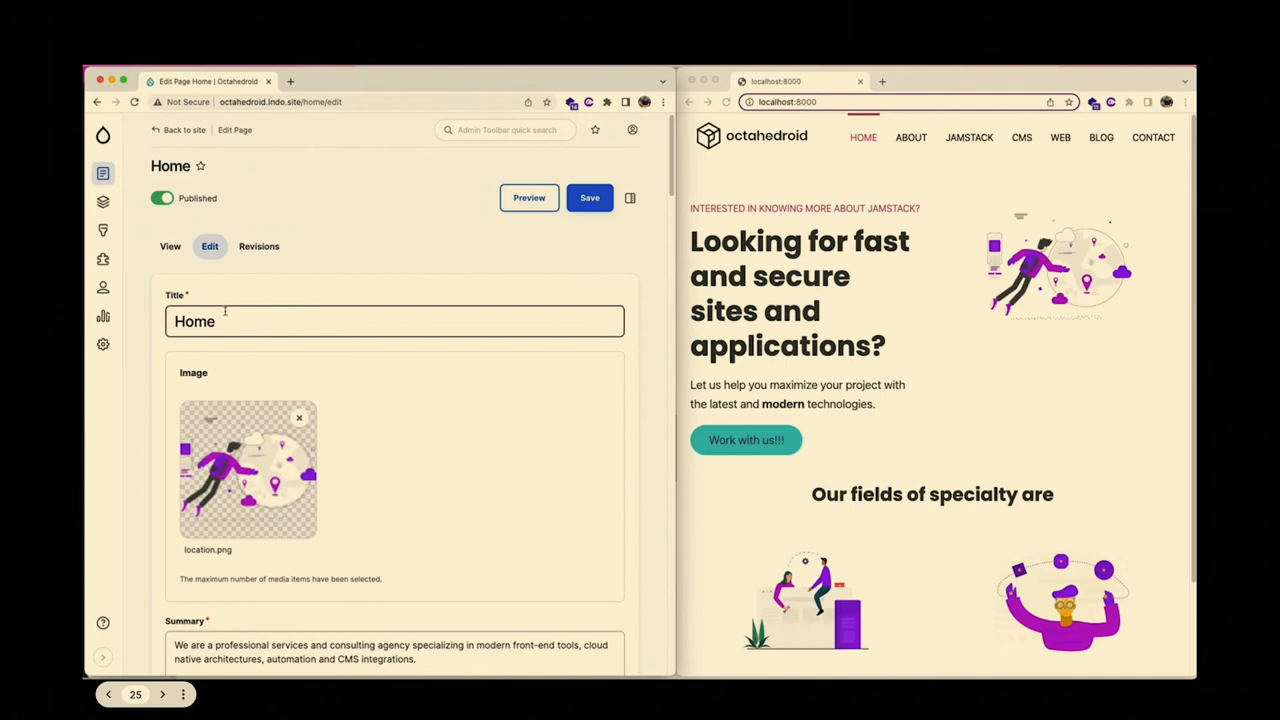 Edit Page Home | Octahedroid
Not Secure
octahedroid.lndo.site/home/edit
Back to site
Edit Page
Admin Toolbar quick search
Home
Published
Preview
Save
View
Edit
Revisions
Title*
Home
Image
location.png
The maximum number of media items have been selected.
Summary*
We are a professional services and consulting agency specializing in modern front-end tools, cloud
native architectures, automation and CMS integrations.
25
localhost:8000
localhost:8000
octahedroid
HOME
ABOUT
JAMSTACK
CMS
WEB
BLOG
CONTACT
INTERESTED IN KNOWING MORE ABOUT JAMSTACK?
Looking for fast
and secure
sites and
applications?
Let us help you maximize your project with
the latest and modern technologies.
Work with us!!!
Our fields of specialty are